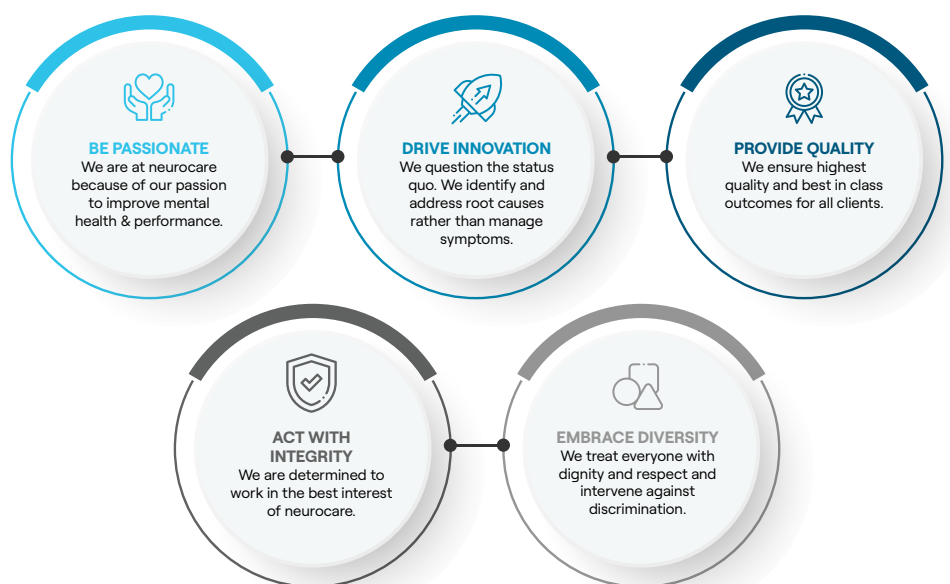 BE PASSIONATE
We are at neurocare
because of our passion
to improve mental
health & performance.
DRIVE INNOVATION
We question the status
quo. We identify and
address root causes
rather than manage
symptoms.
PROVIDE QUALITY
We ensure highest
quality and best in class
outcomes for all clients.
ACT WITH
INTEGRITY
We are determined to
work in the best interest
of neurocare.
EMBRACE DIVERSITY
We treat everyone with
dignity and respect and
intervene against
discrimination.